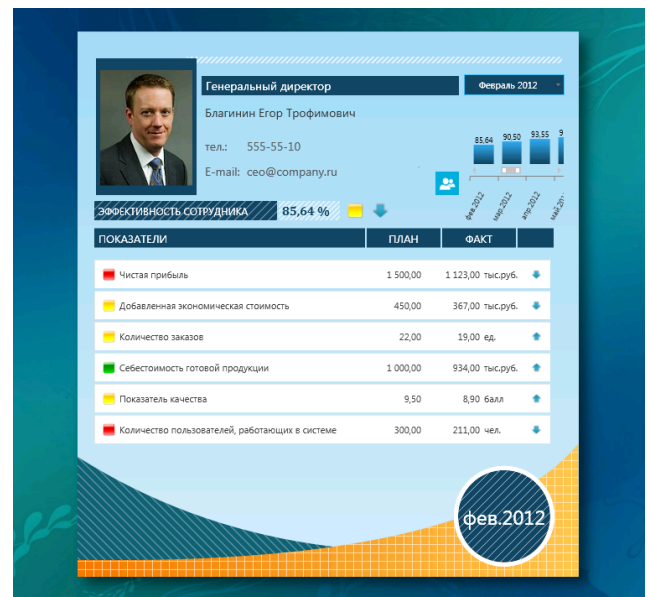 Генеральный директор
Февраль 2012
Благинин Егор Трофимович
тел.: 555-55-10
E-mail: ceo@company.ru
85,64 90,50 93,55 9
фев.2012 мар.2012 апр.2012 май.201
ЭФФЕКТИВНОСТЬ СОТРУДНИКА 85,64 %
ПОКАЗАТЕЛИ ПЛАН ФАКТ
Чистая прибыль 1 500,00 1 123,00 тыс.руб.
Добавленная экономическая стоимость 450,00 367,00 тыс.руб.
Количество заказов 22,00 19,00 ед.
Себестоимость готовой продукции 1 000,00 934,00 тыс.руб.
Показатель качества 9,50 8,90 балл
Количество пользователей, работающих в системе 300,00 211,00 чел.
фев.2012